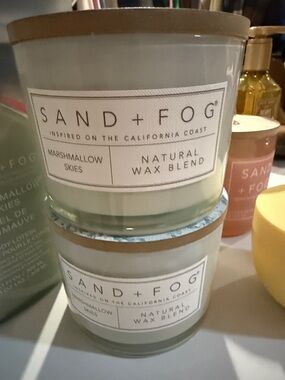 SAND + FOG®
INSPIRED ON THE CALIFORNIA COAST
MARSHMALLOW
SKIES
NATURAL
WAX BLEND
SAND + FOG®
INSPIRED ON THE CALIFORNIA COAST
MARSHMALLOW
SKIES
NATURAL
WAX BLEND
SAND
+ FO